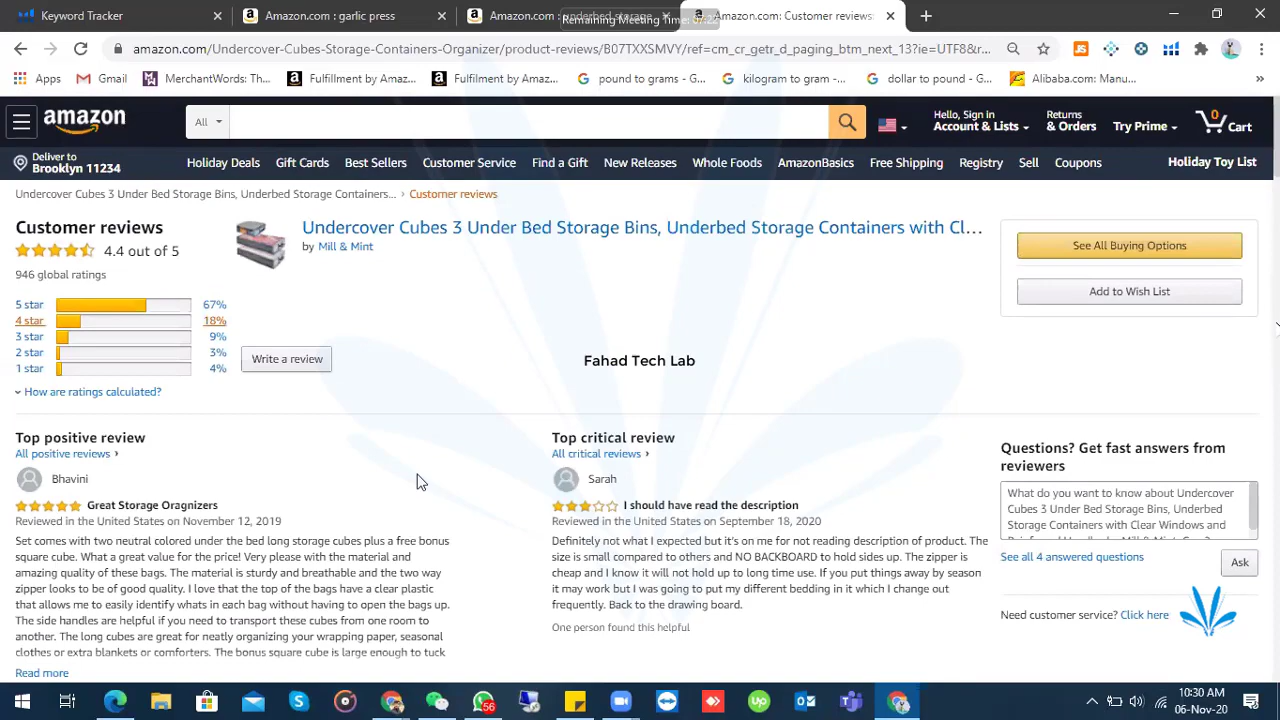 Keyword Tracker
Amazon.com : garlic press
Amazon.com : underbed storage
Amazon.com: Customer reviews:
Remaining Meeting Time: 07:22
amazon.com/Undercover-Cubes-Storage-Containers-Organizer/product-reviews/B07TXXSMVY/ref=cm_cr_getr_d_paging_btm_next_13?ie=UTF8&r...
Apps
Gmail
MerchantWords: Th...
Fulfillment by Amaz...
Fulfilment by Amaz...
pound to grams - G...
kilogram to gram - ...
dollar to pound - G...
Alibaba.com: Manu...
amazon
All
Hello, Sign in
Account & Lists
Returns
& Orders
Try Prime
0
Cart
Deliver to
Brooklyn 11234
Holiday Deals
Gift Cards
Best Sellers
Customer Service
Find a Gift
New Releases
Whole Foods
AmazonBasics
Free Shipping
Registry
Sell
Coupons
Holiday Toy List
Undercover Cubes 3 Under Bed Storage Bins, Underbed Storage Containers... › Customer reviews
Customer reviews
4.4 out of 5
946 global ratings
5 star 67%
4 star 18%
3 star 9%
2 star 3%
1 star 4%
How are ratings calculated?
Undercover Cubes 3 Under Bed Storage Bins, Underbed Storage Containers with Cl...
by Mill & Mint
Write a review
See All Buying Options
Add to Wish List
Fahad Tech Lab
Top positive review
All positive reviews ›
Bhavini
Great Storage Oragnizers
Reviewed in the United States on November 12, 2019
Set comes with two neutral colored under the bed long storage cubes plus a free bonus
square cube. What a great value for the price! Very please with the material and
amazing quality of these bags. The material is sturdy and breathable and the two way
zipper looks to be of good quality. I love that the top of the bags have a clear plastic
that allows me to easily identify whats in each bag without having to open the bags up.
The side handles are helpful if you need to transport these cubes from one room to
another. The long cubes are great for neatly organizing your wrapping paper, seasonal
clothes or extra blankets or comforters. The bonus square cube is large enough to tuck
Read more
Top critical review
All critical reviews ›
Sarah
I should have read the description
Reviewed in the United States on September 18, 2020
Definitely not what I expected but it's on me for not reading description of product. The
size is small compared to others and NO BACKBOARD to hold sides up. The zipper is
cheap and I know it will not hold up to long time use. If you put things away by season
it may work but I was going to put my different bedding in it which I change out
frequently. Back to the drawing board.
One person found this helpful
Questions? Get fast answers from
reviewers
What do you want to know about Undercover
Cubes 3 Under Bed Storage Bins, Underbed
Storage Containers with Clear Windows and
See all 4 answered questions
Ask
Need customer service? Click here
56
10:30 AM
06-Nov-20